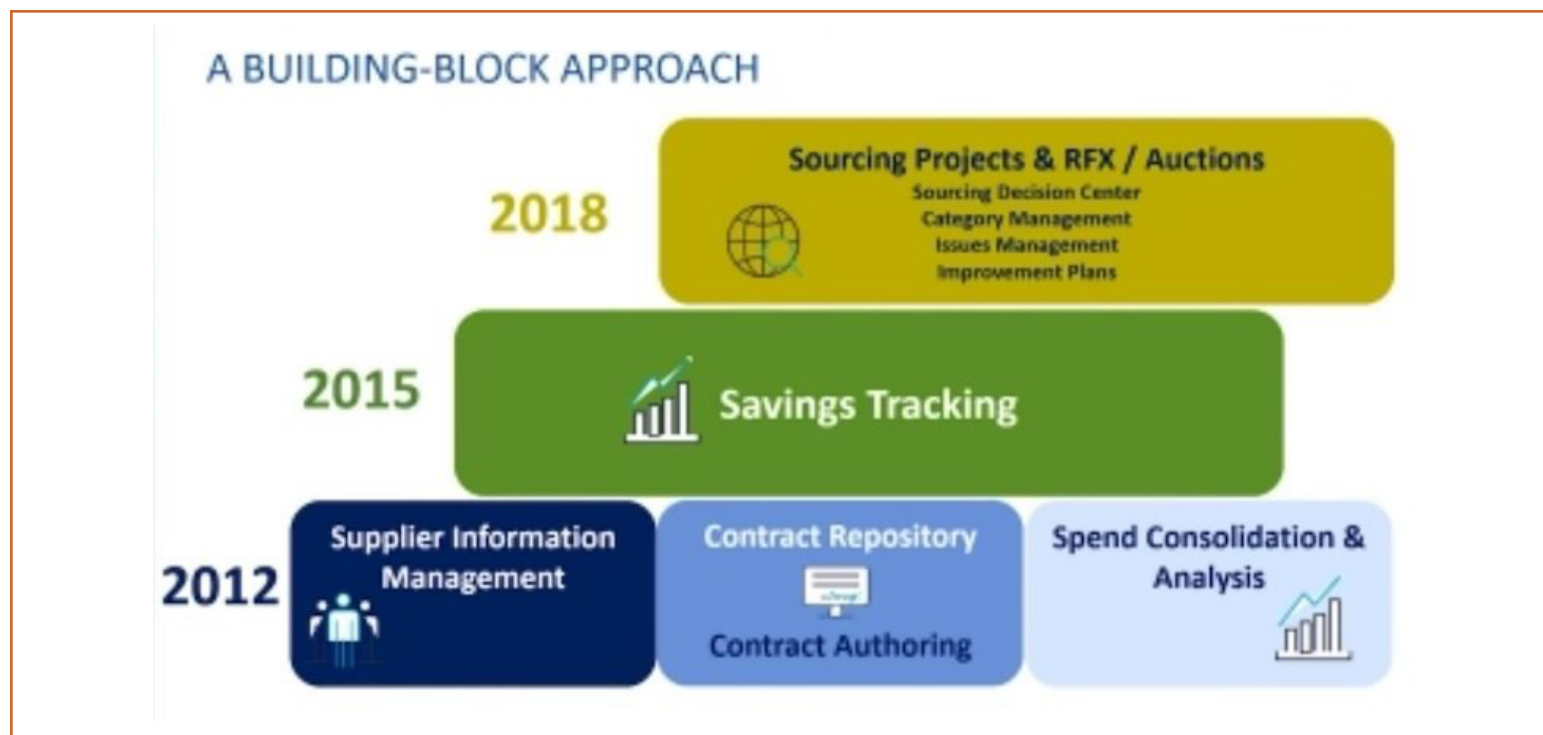 A BUILDING-BLOCK APPROACH
2018
Sourcing Projects & RFX / Auctions
Sourcing Decision Center
Category Management
Issues Management
Improvement Plans
2015
Savings Tracking
2012
Supplier Information
Management
Contract Repository
Contract Authoring
Spend Consolidation &
Analysis